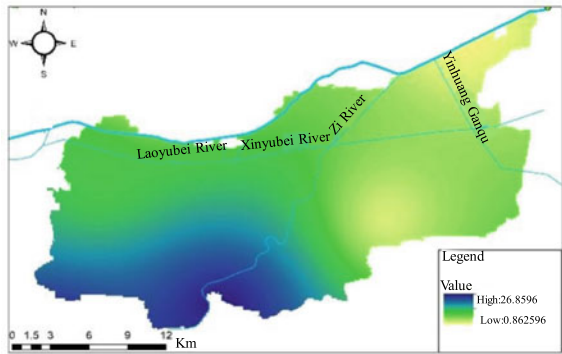 N
W E
S
Yinhuang Ganqu
Zi River
Laoyubei River Xinyubei River
Legend
Value
High:26.8596
Low:0.862596
0 1.5 3 6 9 12
Km